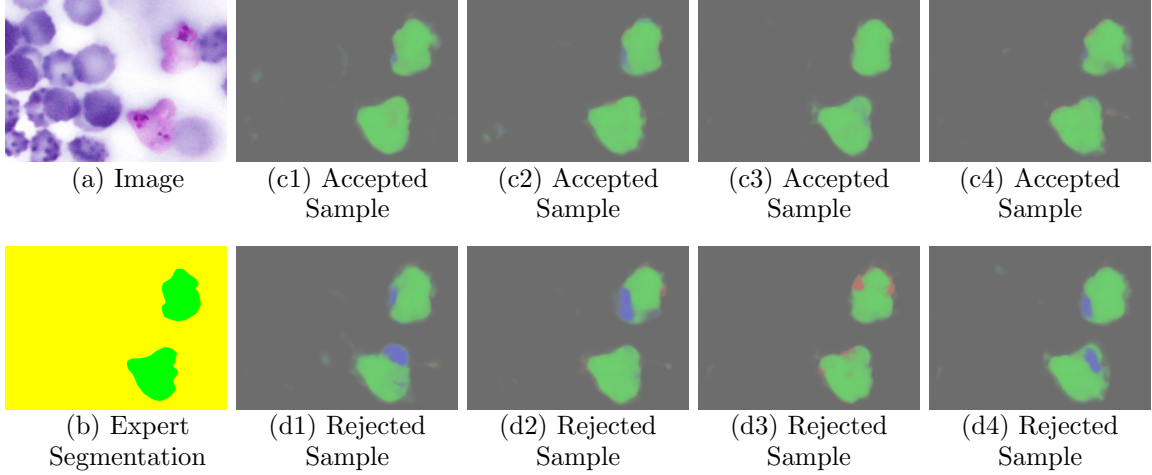 (a) Image
(c1) Accepted
Sample
(c2) Accepted
Sample
(c3) Accepted
Sample
(c4) Accepted
Sample
(b) Expert
Segmentation
(d1) Rejected
Sample
(d2) Rejected
Sample
(d3) Rejected
Sample
(d4) Rejected
Sample